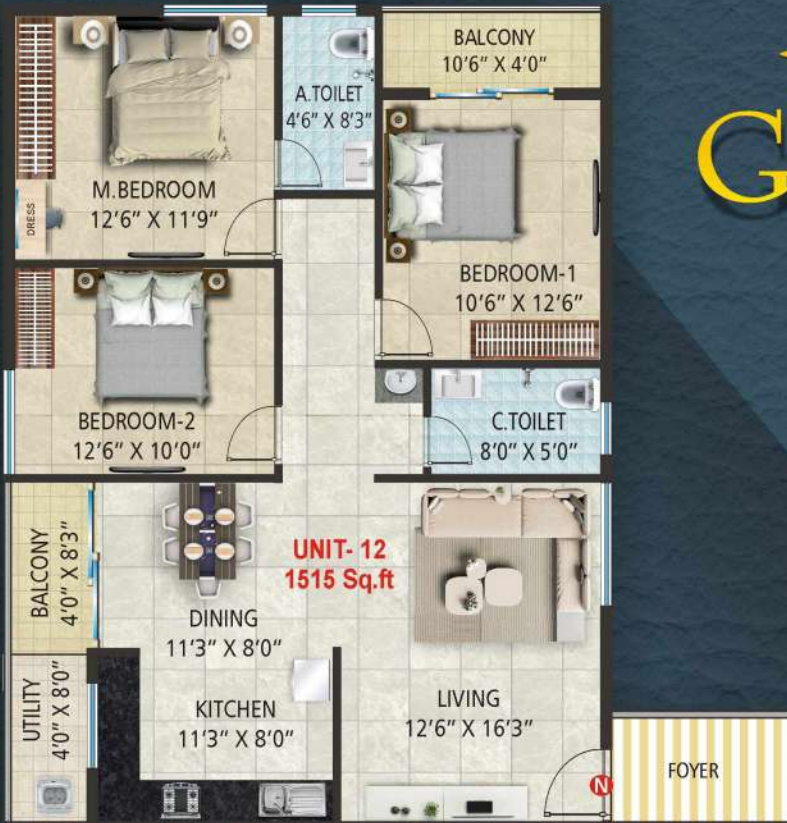 BALCONY
10'6" X 4'0"
A.TOILET
4'6" X 8'3"
M.BEDROOM
12'6" X 11'9"
DRESS
BEDROOM-1
10'6" X 12'6"
BEDROOM-2
12'6" X 10'0"
C.TOILET
8'0" X 5'0"
BALCONY
4'0" X 8'3"
UNIT- 12
1515 Sq.ft
DINING
11'3" X 8'0"
UTILITY
4'0" X 8'0"
KITCHEN
11'3" X 8'0"
LIVING
12'6" X 16'3"
N
FOYER
G